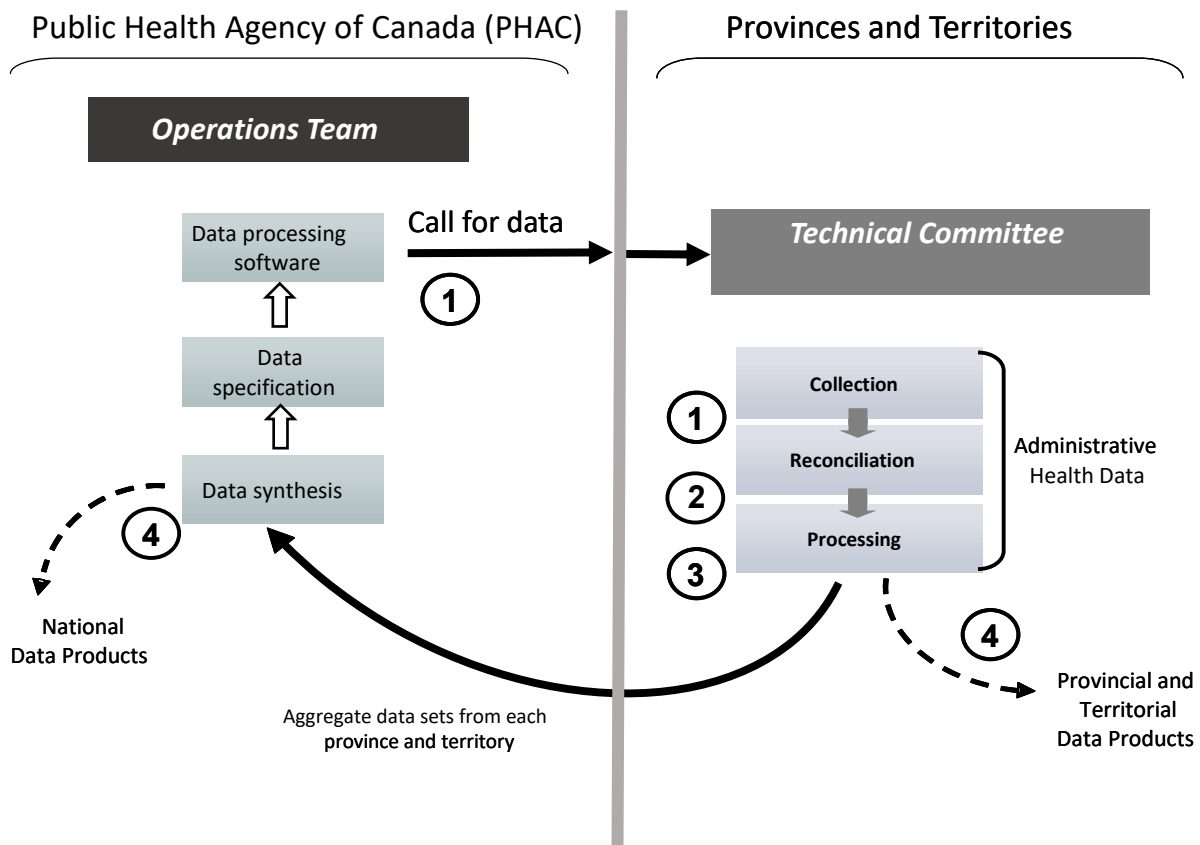 Public Health Agency of Canada (PHAC)
Provinces and Territories
Operations Team
Data processing
software
Call for data
1
Technical Committee
Data
specification
Data synthesis
4
National
Data Products
Collection
1
Reconciliation
2
Processing
3
Administrative
Health Data
4
Provincial and
Territorial
Data Products
Aggregate data sets from each
province and territory